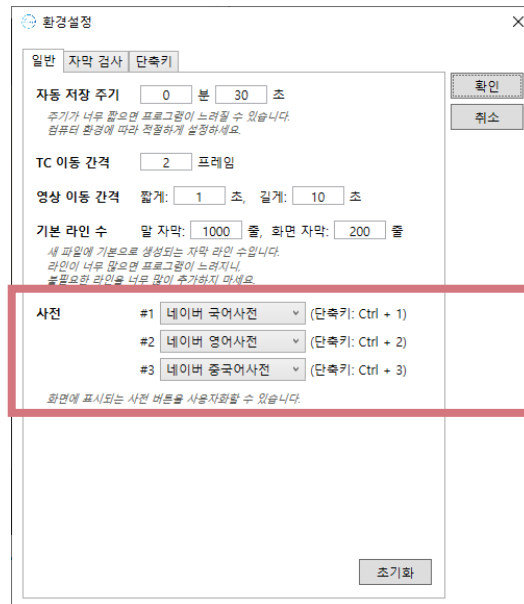 환경설정
일반 자막 검사 단축키
확인
취소
자동 저장 주기 0 분 30 초
주기가 너무 짧으면 프로그램이 느려질 수 있습니다.
컴퓨터 환경에 따라 적절하게 설정하세요.
TC 이동 간격 2 프레임
영상 이동 간격 짧게: 1 초, 길게: 10 초
기본 라인 수 말 자막: 1000 줄, 화면 자막: 200 줄
새 파일에 기본으로 생성되는 자막 라인 수입니다.
라인이 너무 많으면 프로그램이 느려지니,
불필요한 라인을 너무 많이 추가하지 마세요.
사전 #1 네이버 국어사전 (단축키: Ctrl + 1)
#2 네이버 영어사전 (단축키: Ctrl + 2)
#3 네이버 중국어사전 (단축키: Ctrl + 3)
화면에 표시되는 사전 버튼을 사용자화할 수 있습니다.
초기화